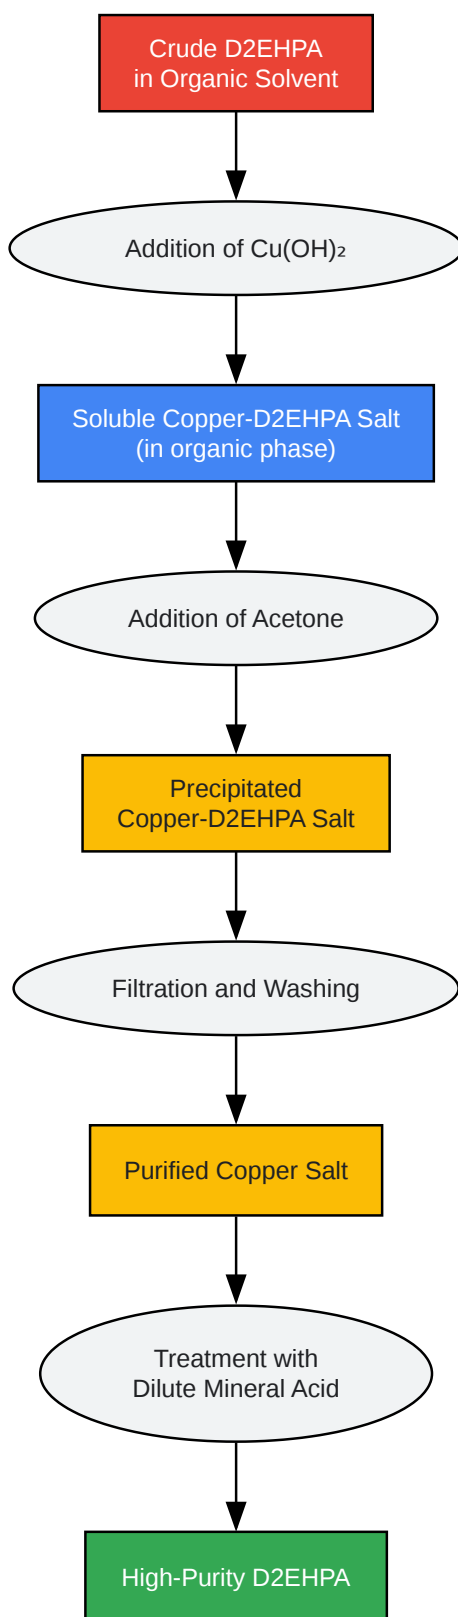 Crude D2EHPA
in Organic Solvent
Addition of Cu(OH)₂
Soluble Copper-D2EHPA Salt
(in organic phase)
Addition of Acetone
Precipitated
Copper-D2EHPA Salt
Filtration and Washing
Purified Copper Salt
Treatment with
Dilute Mineral Acid
High-Purity D2EHPA